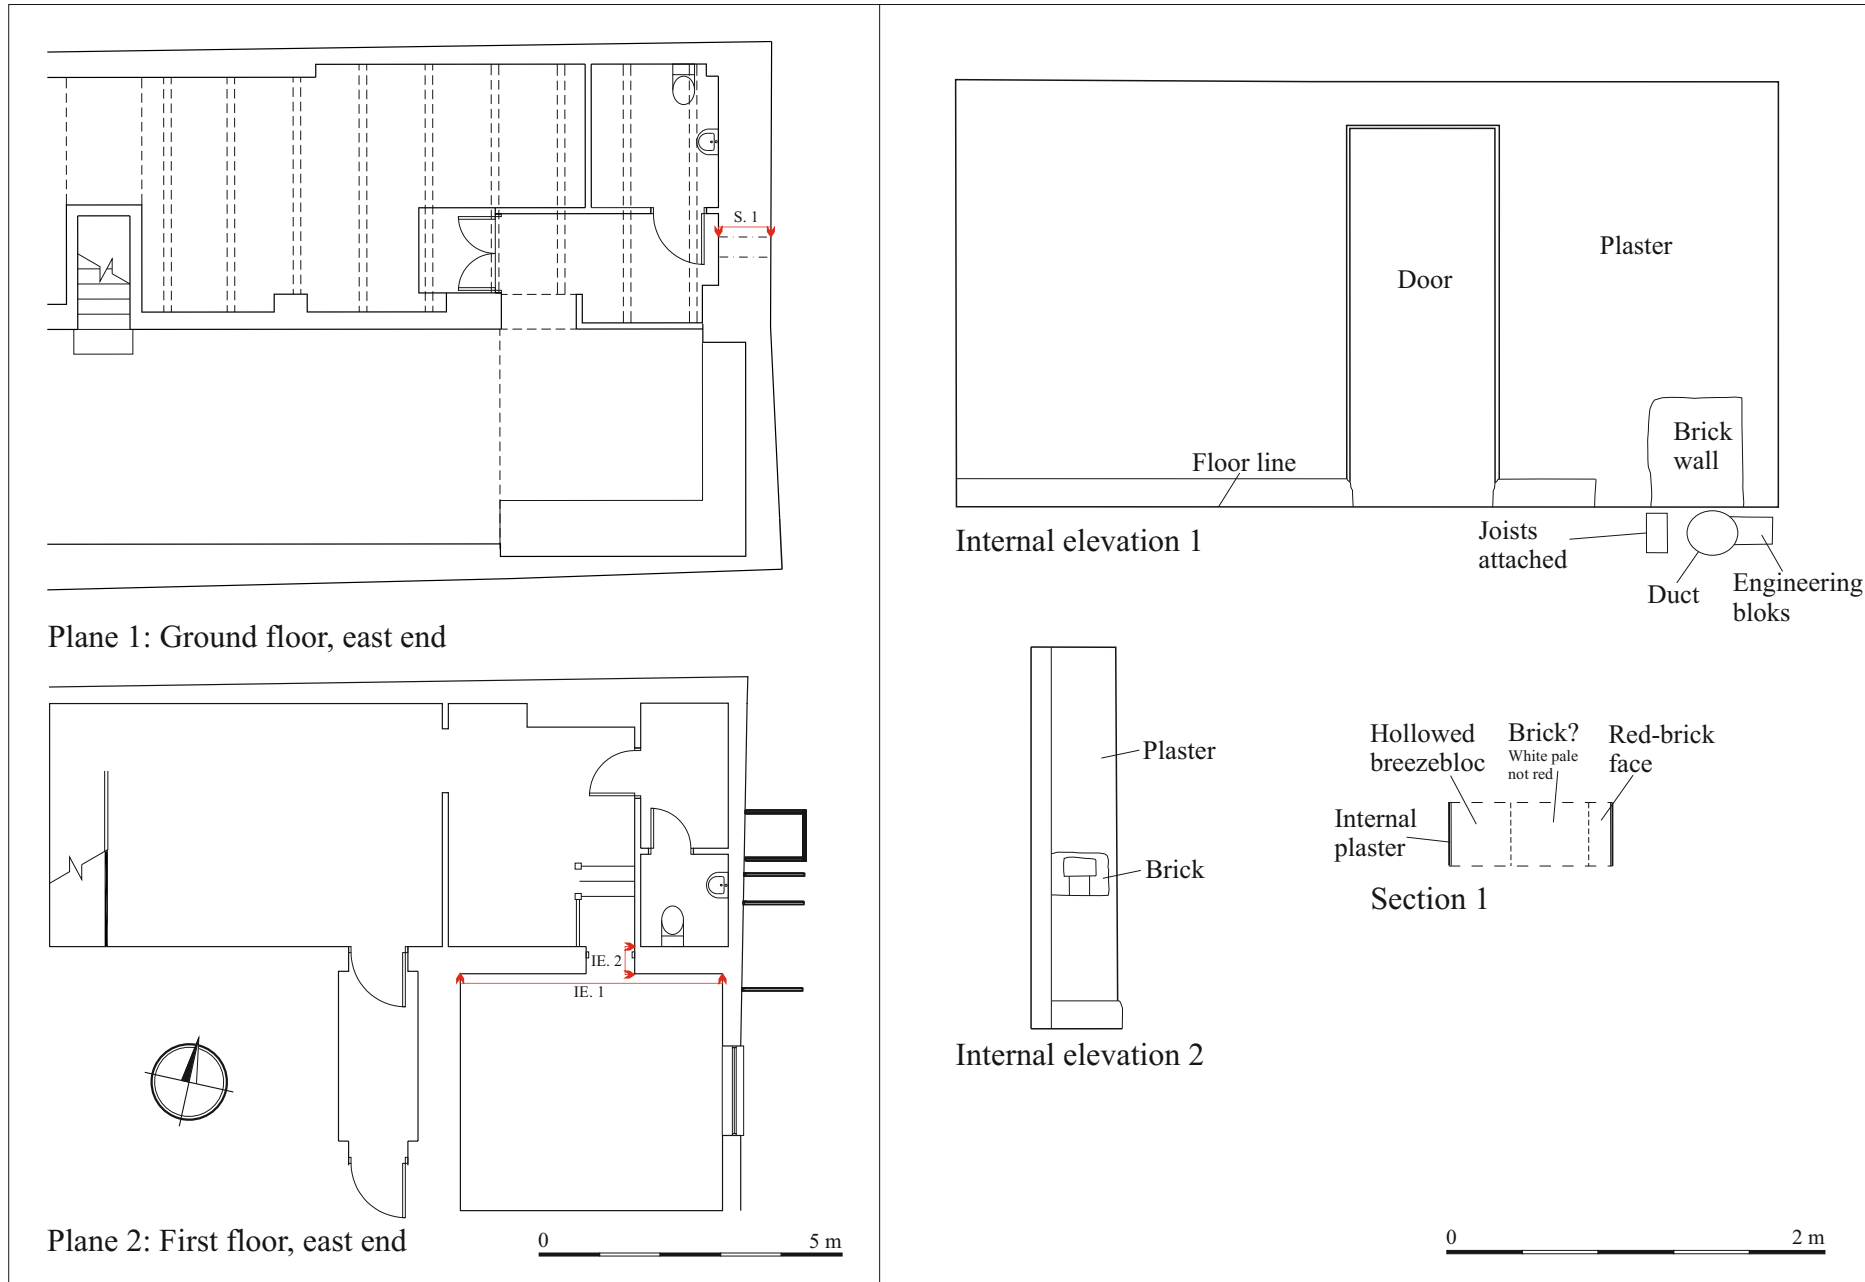 S. 1
Plane 1: Ground floor, east end
IE. 2
IE. 1
Plane 2: First floor, east end
0
5 m
Door
Plaster
Brick
wall
Floor line
Internal elevation 1
Joists
attached
Duct
Engineering
bloks
Plaster
Brick
Internal elevation 2
Hollowed
breezebloc
Brick?
White pale
not red
Red-brick
face
Internal
plaster
Section 1
0
2 m